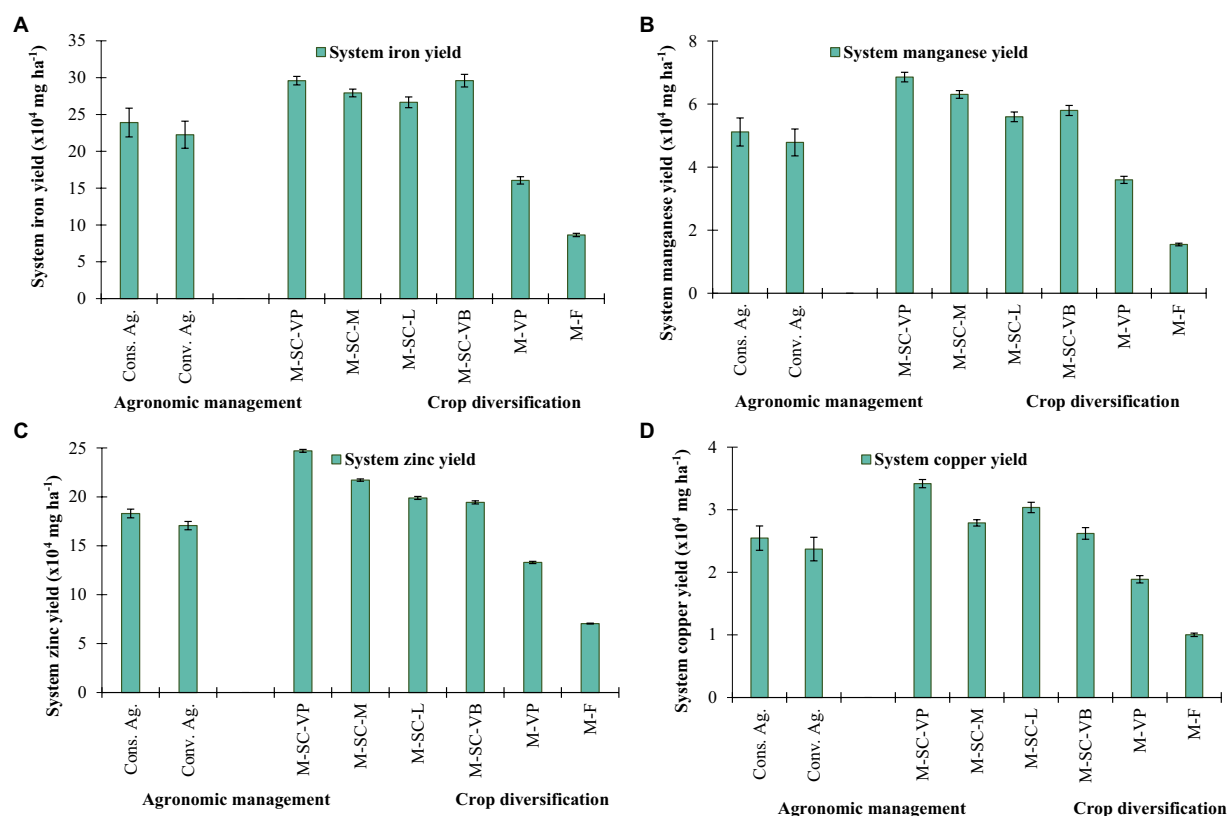 A
System iron yield
System iron yield (x10⁴ mg ha⁻¹)
35
30
25
20
15
10
5
0
Cons. Ag.
Conv. Ag.
M-SC-VP
M-SC-M
M-SC-L
M-SC-VB
M-VP
M-F
Agronomic management
Crop diversification
B
System manganese yield
System manganese yield (x10⁴ mg ha⁻¹)
8
6
4
2
0
Cons. Ag.
Conv. Ag.
M-SC-VP
M-SC-M
M-SC-L
M-SC-VB
M-VP
M-F
Agronomic management
Crop diversification
C
System zinc yield
System zinc yield (x10⁴ mg ha⁻¹)
25
20
15
10
5
0
Cons. Ag.
Conv. Ag.
M-SC-VP
M-SC-M
M-SC-L
M-SC-VB
M-VP
M-F
Agronomic management
Crop diversification
D
System copper yield
System copper yield (x10⁴ mg ha⁻¹)
4
3
2
1
0
Cons. Ag.
Conv. Ag.
M-SC-VP
M-SC-M
M-SC-L
M-SC-VB
M-VP
M-F
Agronomic management
Crop diversification